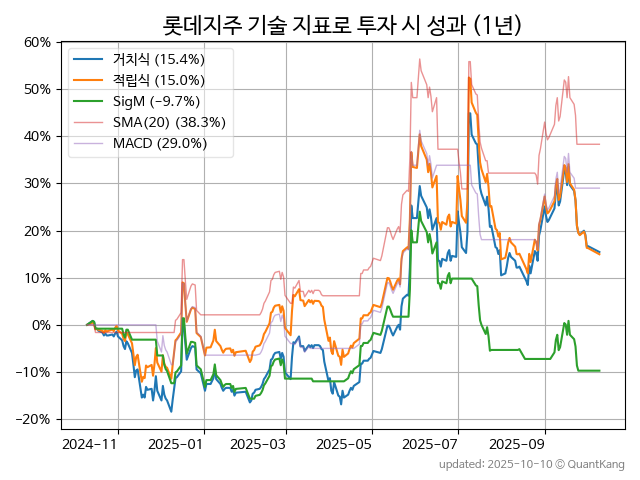 롯데지주 기술 지표로 투자 시 성과 (1년)
60%
50%
40%
30%
20%
10%
0%
−10%
−20%
거치식 (15.4%)
적립식 (15.0%)
SigM (−9.7%)
SMA(20) (38.3%)
MACD (29.0%)
2024−11 2025−01 2025−03 2025−05 2025−07 2025−09
updated: 2025-10-10 © QuantKang